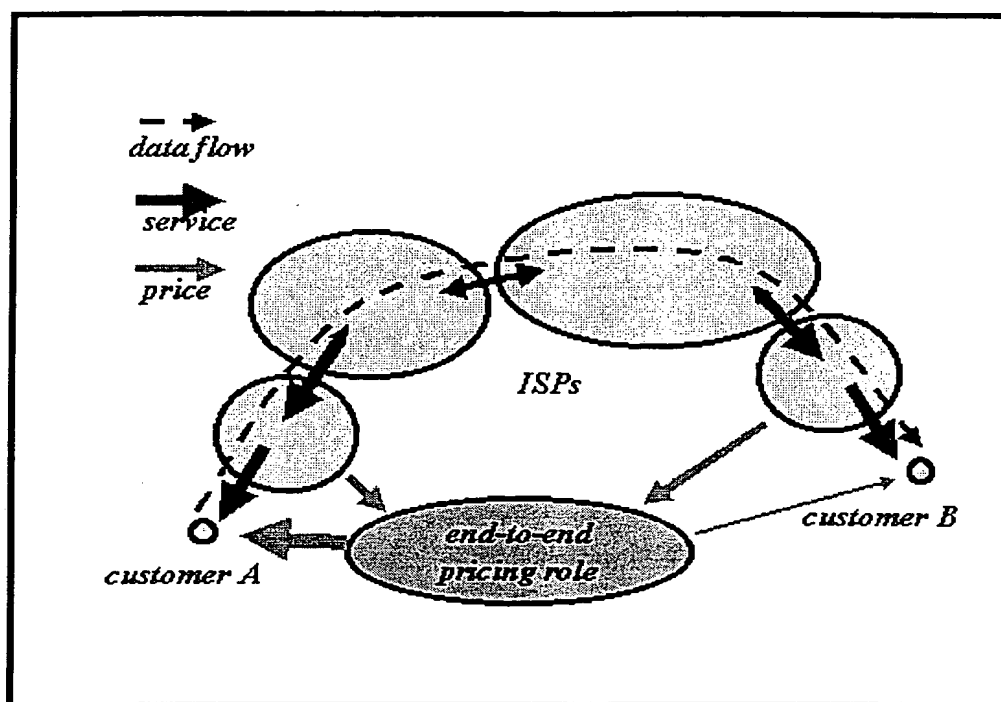 data flow
service
price
ISPs
customer B
end-to-end
pricing role
customer A